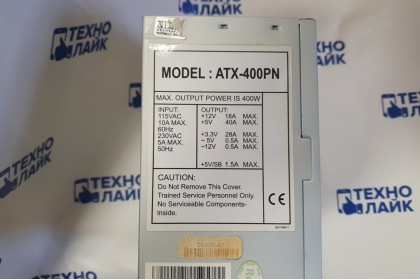 ТЕХНО
ЛАЙК
MODEL : ATX-400PN
MAX. OUTPUT POWER IS 400W
INPUT: OUTPUT:
115VAC +12V 18A MAX.
10A MAX. +5V 40A MAX.
60Hz
230VAC +3.3V 28A MAX.
5A MAX. – 5V 0.5A MAX.
50Hz –12V 0.5A MAX.
+5V/SB 1.5A MAX.
CAUTION:
Do Not Remove This Cover.
Trained Service Personnel Only.
No Serviceable Components-
Inside.
CE
ТЕХНО
ЛАЙК
ТЕХНО
ЛАЙК
ТЕХНО
ЛАЙК